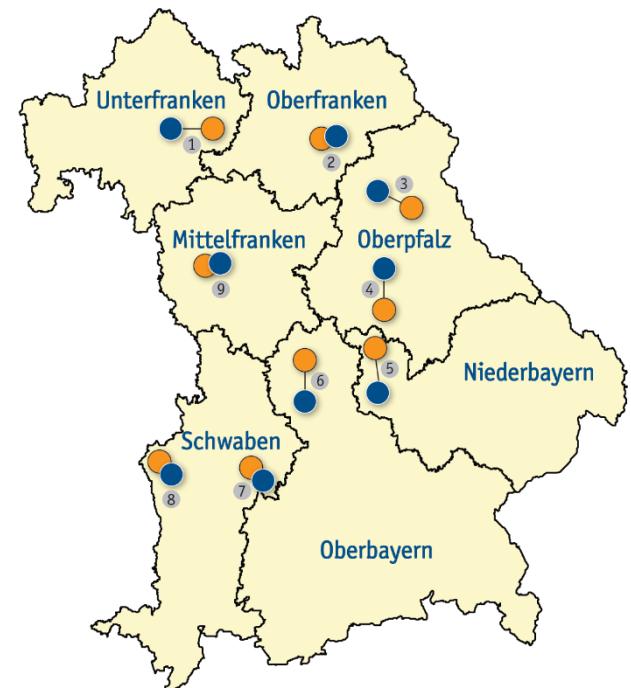 Unterfranken
Oberfranken
1
2
3
Mittelfranken
Oberpfalz
9
4
5
6
Niederbayern
Schwaben
7
8
Oberbayern